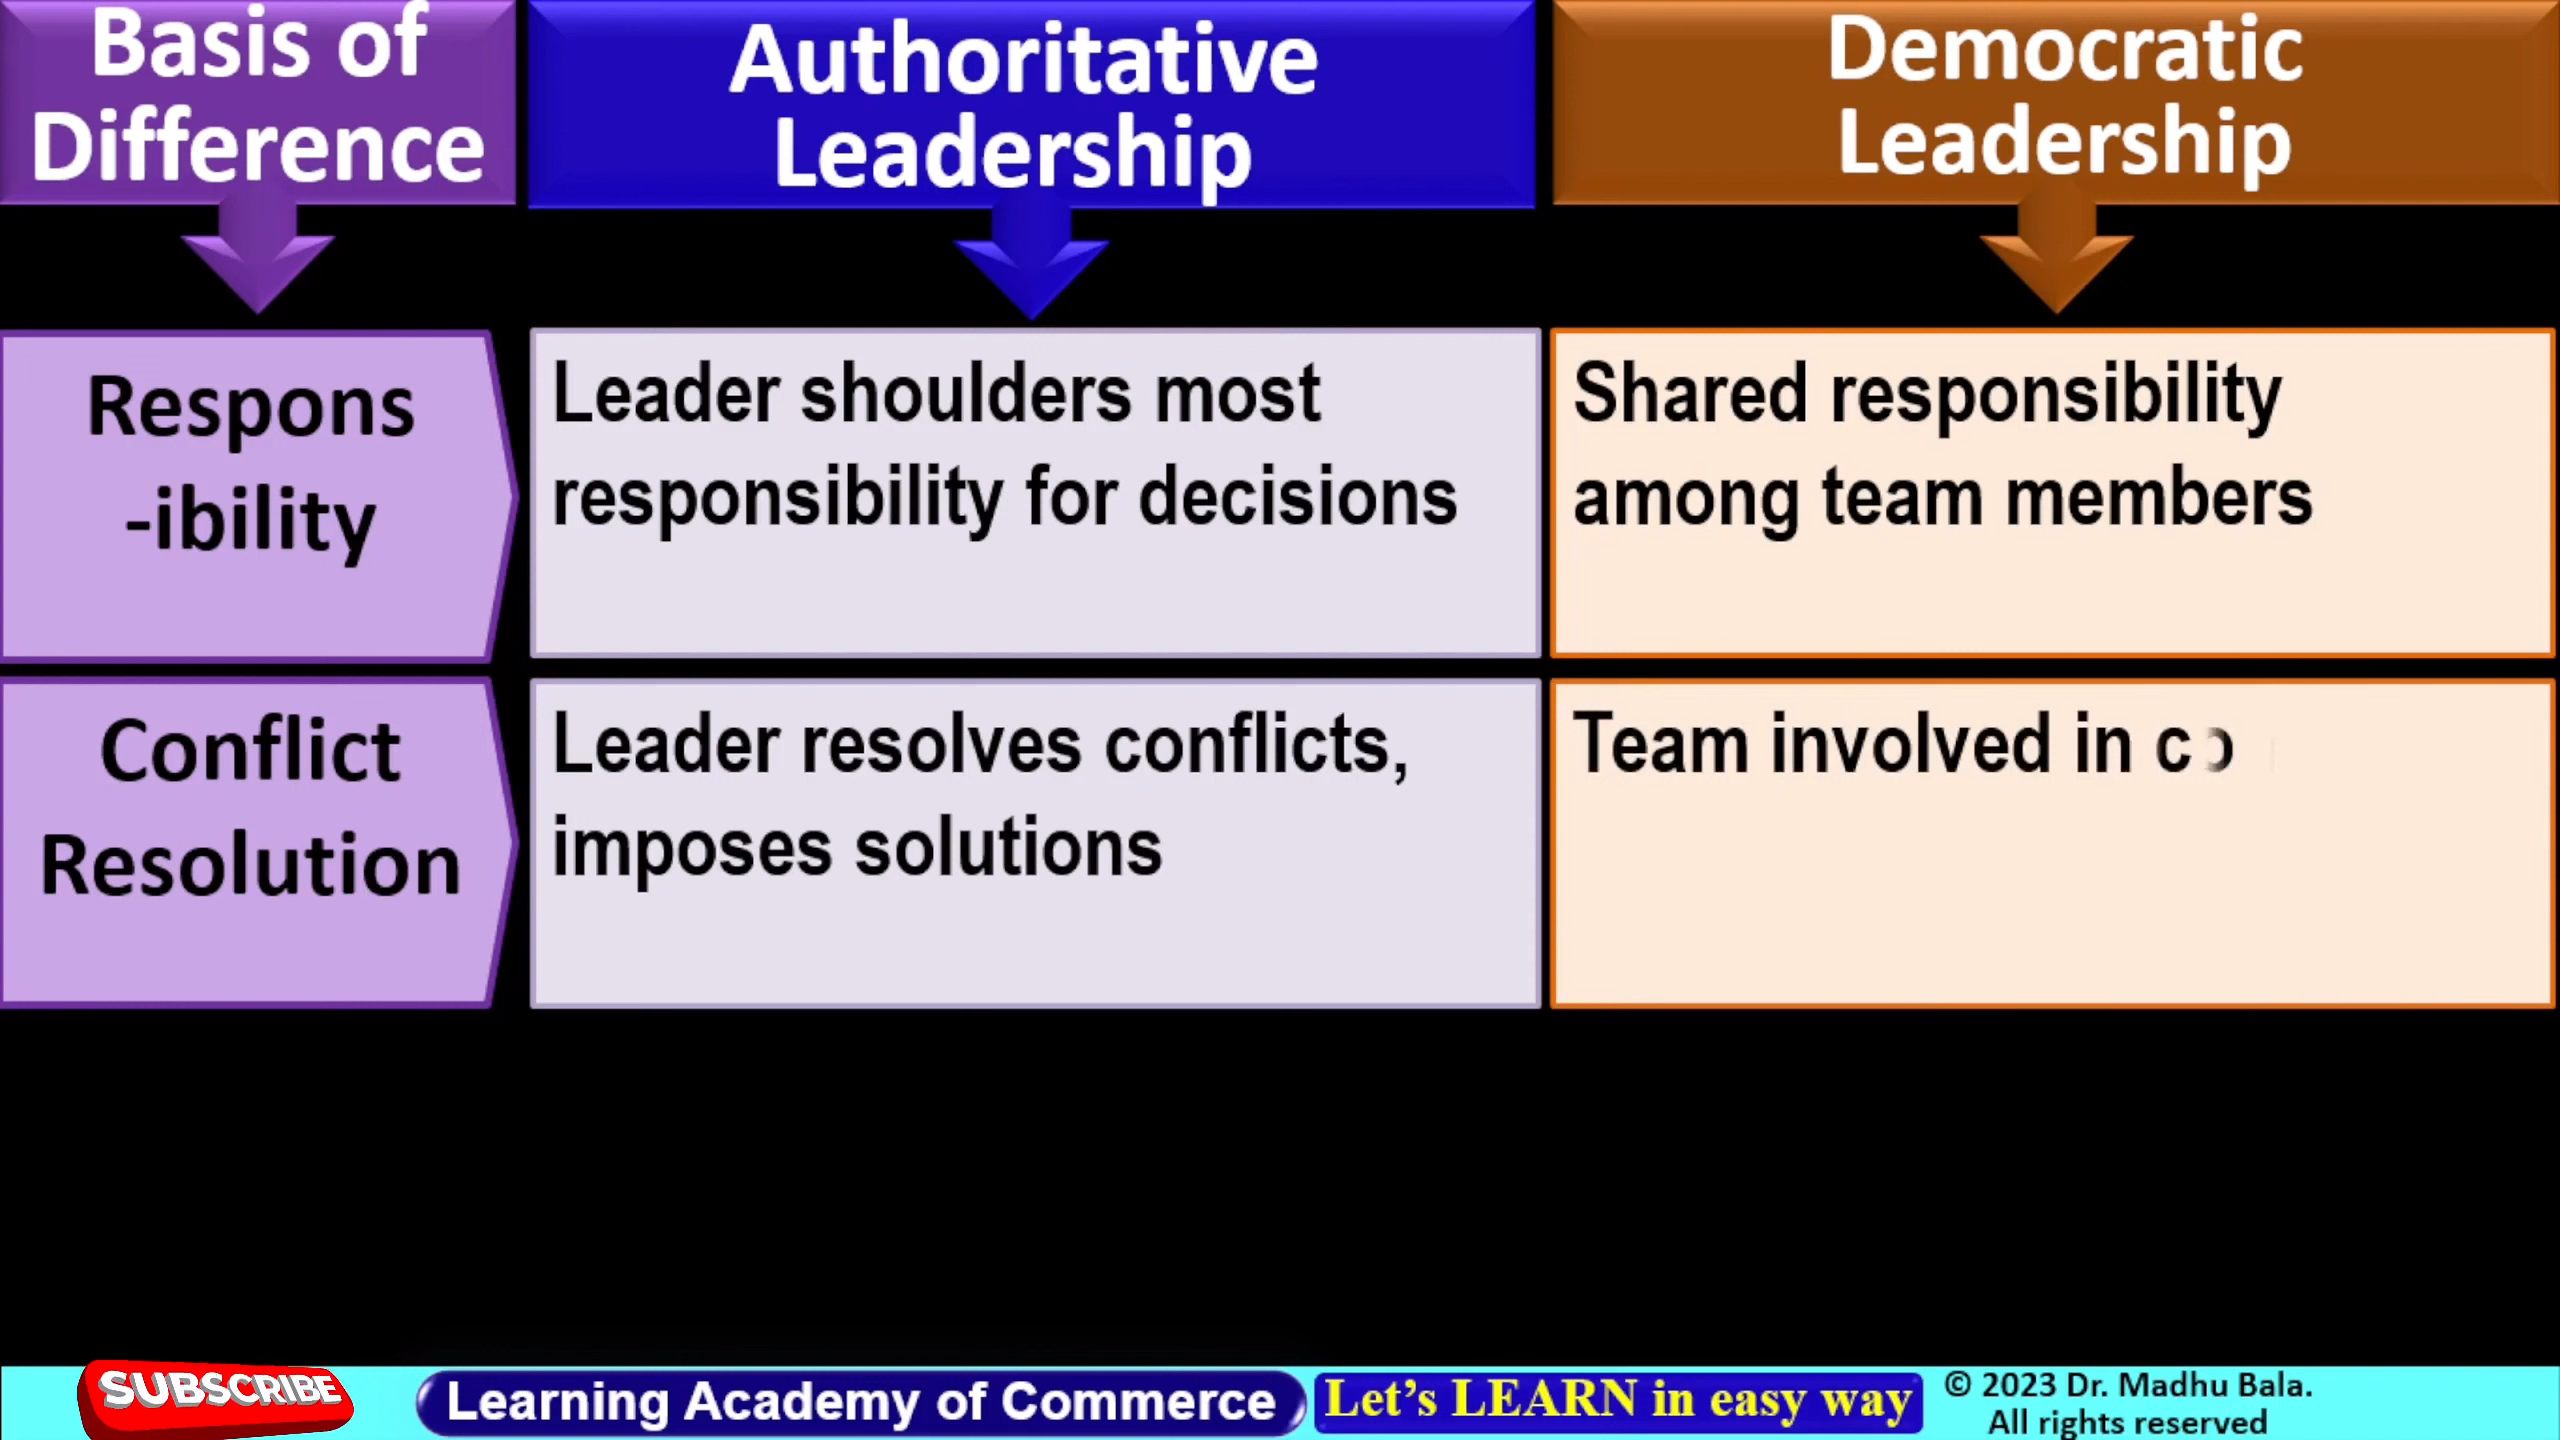 Basis of
Difference
Authoritative
Leadership
Democratic
Leadership
Respons
-ibility
Leader shoulders most
responsibility for decisions
Shared responsibility
among team members
Conflict
Resolution
Leader resolves conflicts,
imposes solutions
Team involved in
SUBSCRIBE
Learning Academy of Commerce
Let's LEARN in easy way
© 2023 Dr. Madhu Bala.
All rights reserved